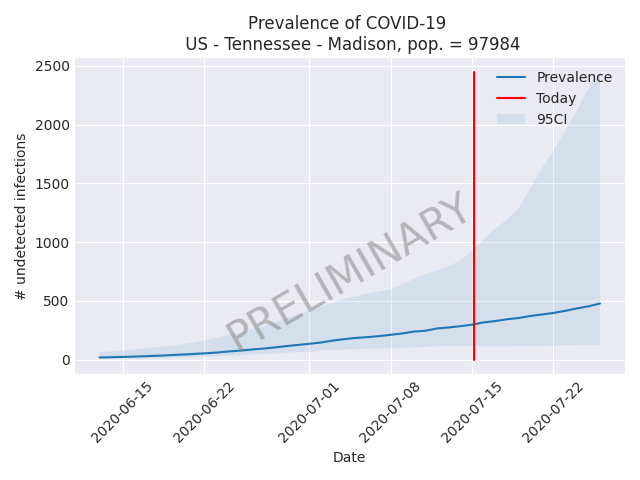 Prevalence of COVID-19
US - Tennessee - Madison, pop. = 97984
2500
2000
1500
1000
500
0
# undetected infections
Prevalence
Today
95CI
PRELIMINARY
2020-06-15
2020-06-22
2020-07-01
2020-07-08
2020-07-15
2020-07-22
Date